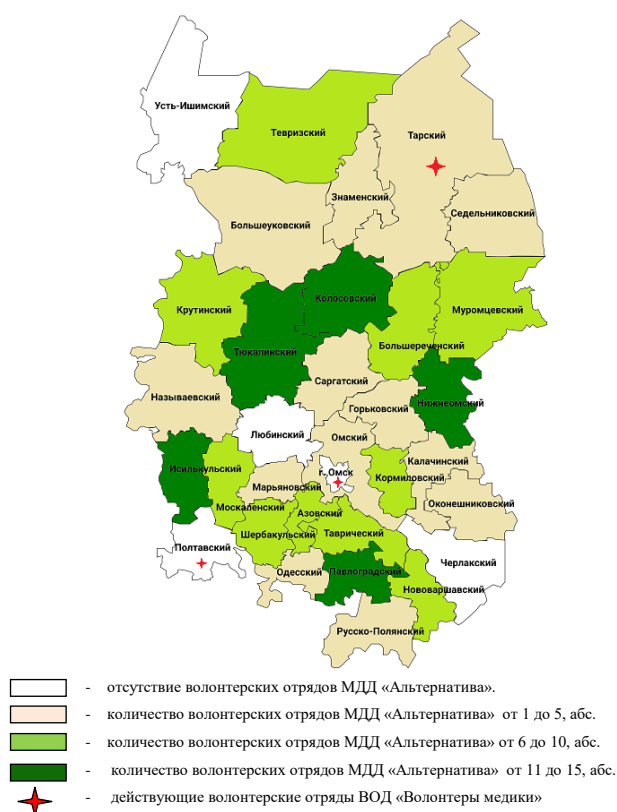 Усть-Ишимский
Тевризский
Тарский
Знаменский
Седельниковский
Большеуковский
Колосовский
Крутинский
Муромцевский
Большереченский
Тюкалинский
Саргатский
Называевский
Нижнеомский
Горьковский
Любинский
Омский
Калачинский
Исилькульский
г. Омск
Кормиловский
Марьяновский
Оконешниковский
Москаленский
Азовский
Шербакульский
Таврический
Полтавский
Черлакский
Одесский
Павлоградский
Нововаршавский
Русско-Полянский
- отсутствие волонтерских отрядов МДД «Альтернатива».
- количество волонтерских отрядов МДД «Альтернатива» от 1 до 5, абс.
- количество волонтерских отрядов МДД «Альтернатива» от 6 до 10, абс.
- количество волонтерских отрядов МДД «Альтернатива» от 11 до 15, абс.
- действующие волонтерские отряды ВОД «Волонтеры медики»